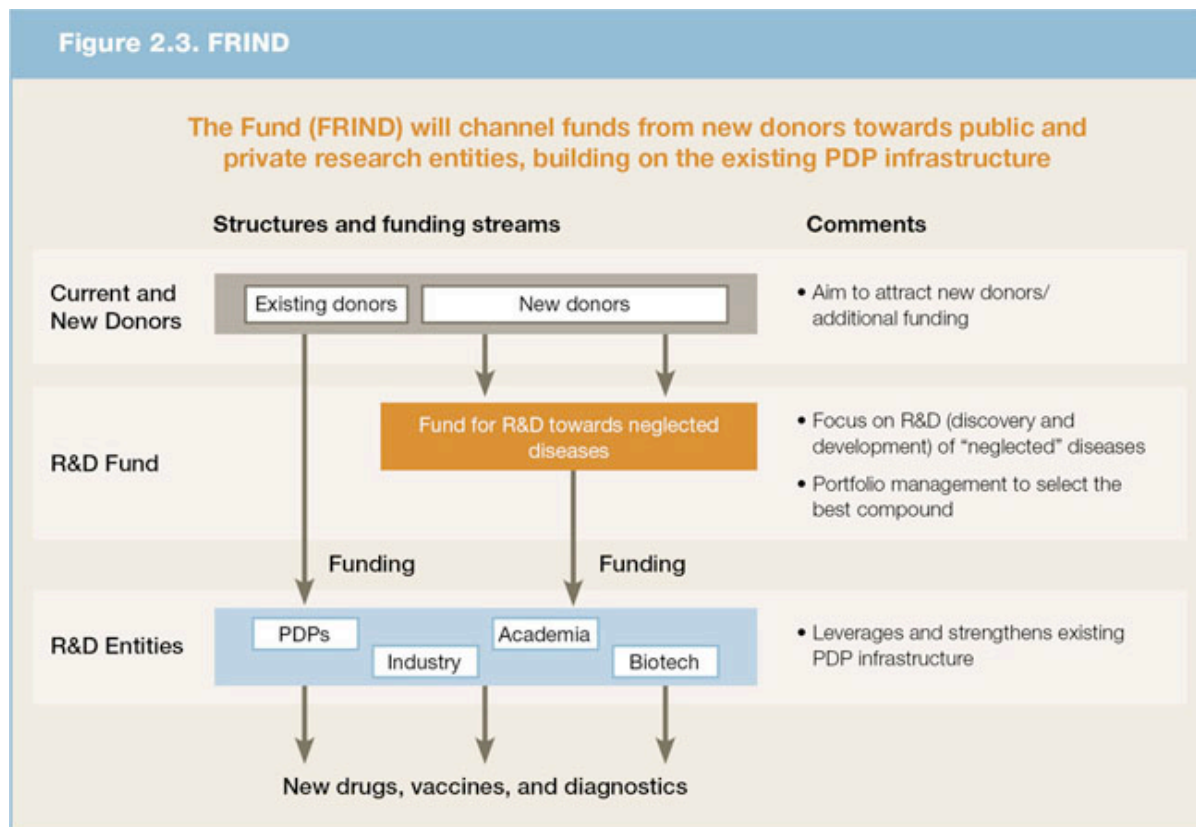 Figure 2.3. FRIND
The Fund (FRIND) will channel funds from new donors towards public and
private research entities, building on the existing PDP infrastructure
Structures and funding streams
Comments
Current and
New Donors
Existing donors
New donors
• Aim to attract new donors/
additional funding
R&D Fund
Fund for R&D towards neglected
diseases
• Focus on R&D (discovery and
development) of “neglected” diseases
• Portfolio management to select the
best compound
Funding
Funding
R&D Entities
PDPs
Industry
Academia
Biotech
• Leverages and strengthens existing
PDP infrastructure
New drugs, vaccines, and diagnostics